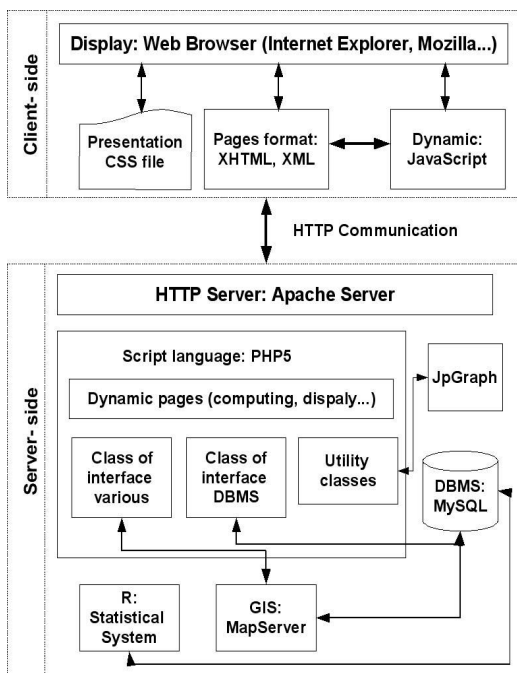 Client- side
Display: Web Browser (Internet Explorer, Mozilla...)
Presentation
CSS file
Pages format:
XHTML, XML
Dynamic:
JavaScript
HTTP Communication
Server- side
HTTP Server: Apache Server
Script language: PHP5
Dynamic pages (computing, dispaly...)
JpGraph
Class of
interface
various
Class of
interface
DBMS
Utility
classes
DBMS:
MySQL
R:
Statistical
System
GIS:
MapServer